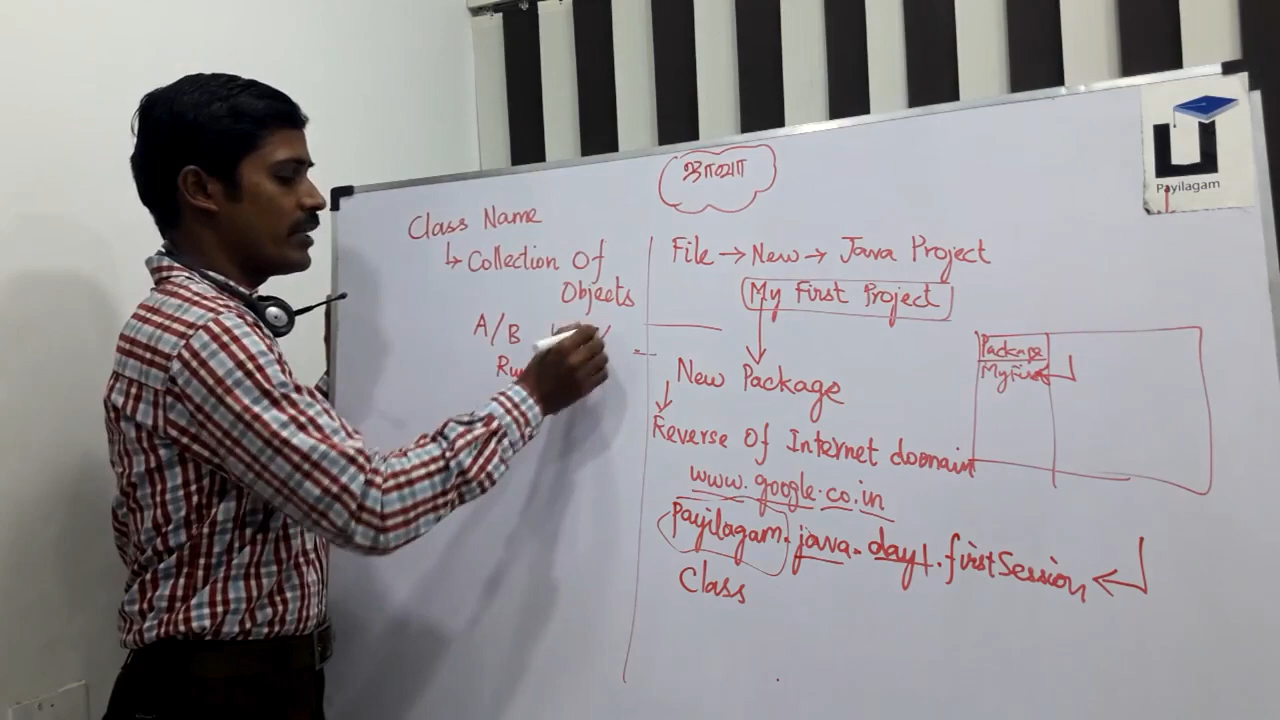 ஜாவா
Class Name
↳ Collection Of
Objects
A/B
File → New → Java Project
My First Project
New Package
Reverse Of Internet domain
www.google.co.in
Payilagam.java.day1.firstSession
Class
Package
MyFirst
Payilagam